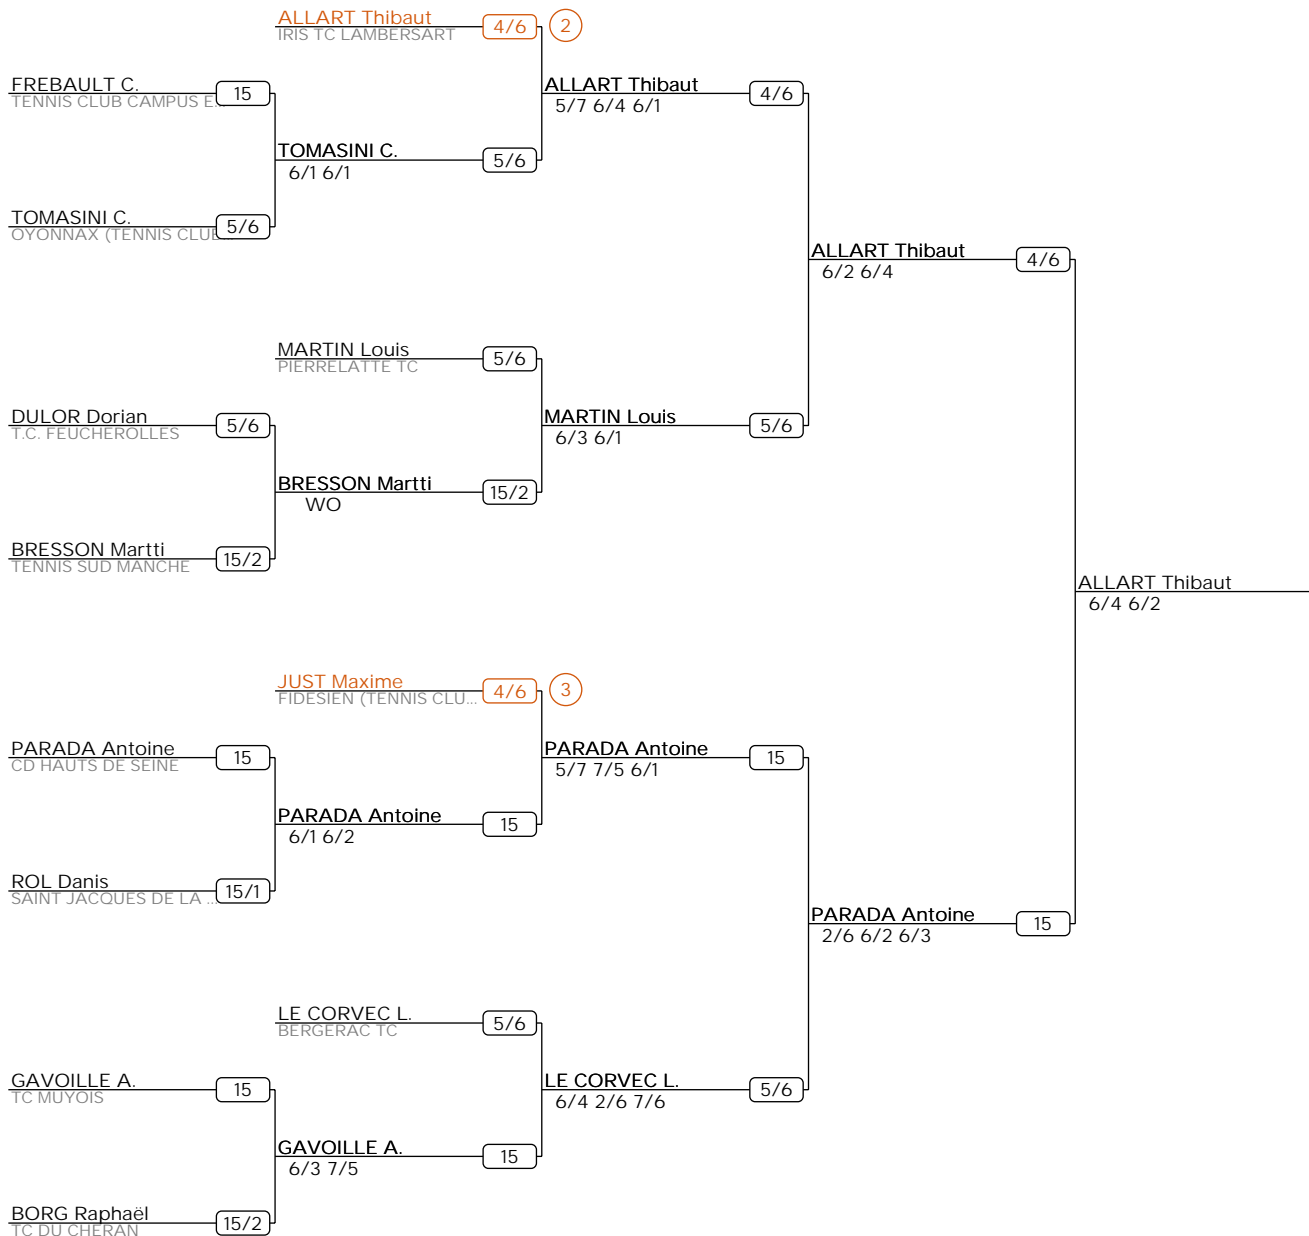 ALLART Thibaut
IRIS TC LAMBERSART
4/6
2
FREBAULT C.
TENNIS CLUB CAMPUS E...
15
ALLART Thibaut
5/7 6/4 6/1
4/6
TOMASINI C.
6/1 6/1
5/6
TOMASINI C.
OYONNAX (TENNIS CLUB...
5/6
ALLART Thibaut
6/2 6/4
4/6
MARTIN Louis
PIERRELATTE TC
5/6
DULOR Dorian
T.C. FEUCHEROLLES
5/6
MARTIN Louis
6/3 6/1
5/6
BRESSON Martti
WO
15/2
BRESSON Martti
TENNIS SUD MANCHE
15/2
ALLART Thibaut
6/4 6/2
JUST Maxime
FIDESIEN (TENNIS CLU...
4/6
3
PARADA Antoine
CD HAUTS DE SEINE
15
PARADA Antoine
5/7 7/5 6/1
15
PARADA Antoine
6/1 6/2
15
ROL Danis
SAINT JACQUES DE LA ...
15/1
PARADA Antoine
2/6 6/2 6/3
15
LE CORVEC L.
BERGERAC TC
5/6
GAVOILLE A.
TC MUYOIS
15
LE CORVEC L.
6/4 2/6 7/6
5/6
GAVOILLE A.
6/3 7/5
15
BORG Raphaël
TC DU CHERAN
15/2